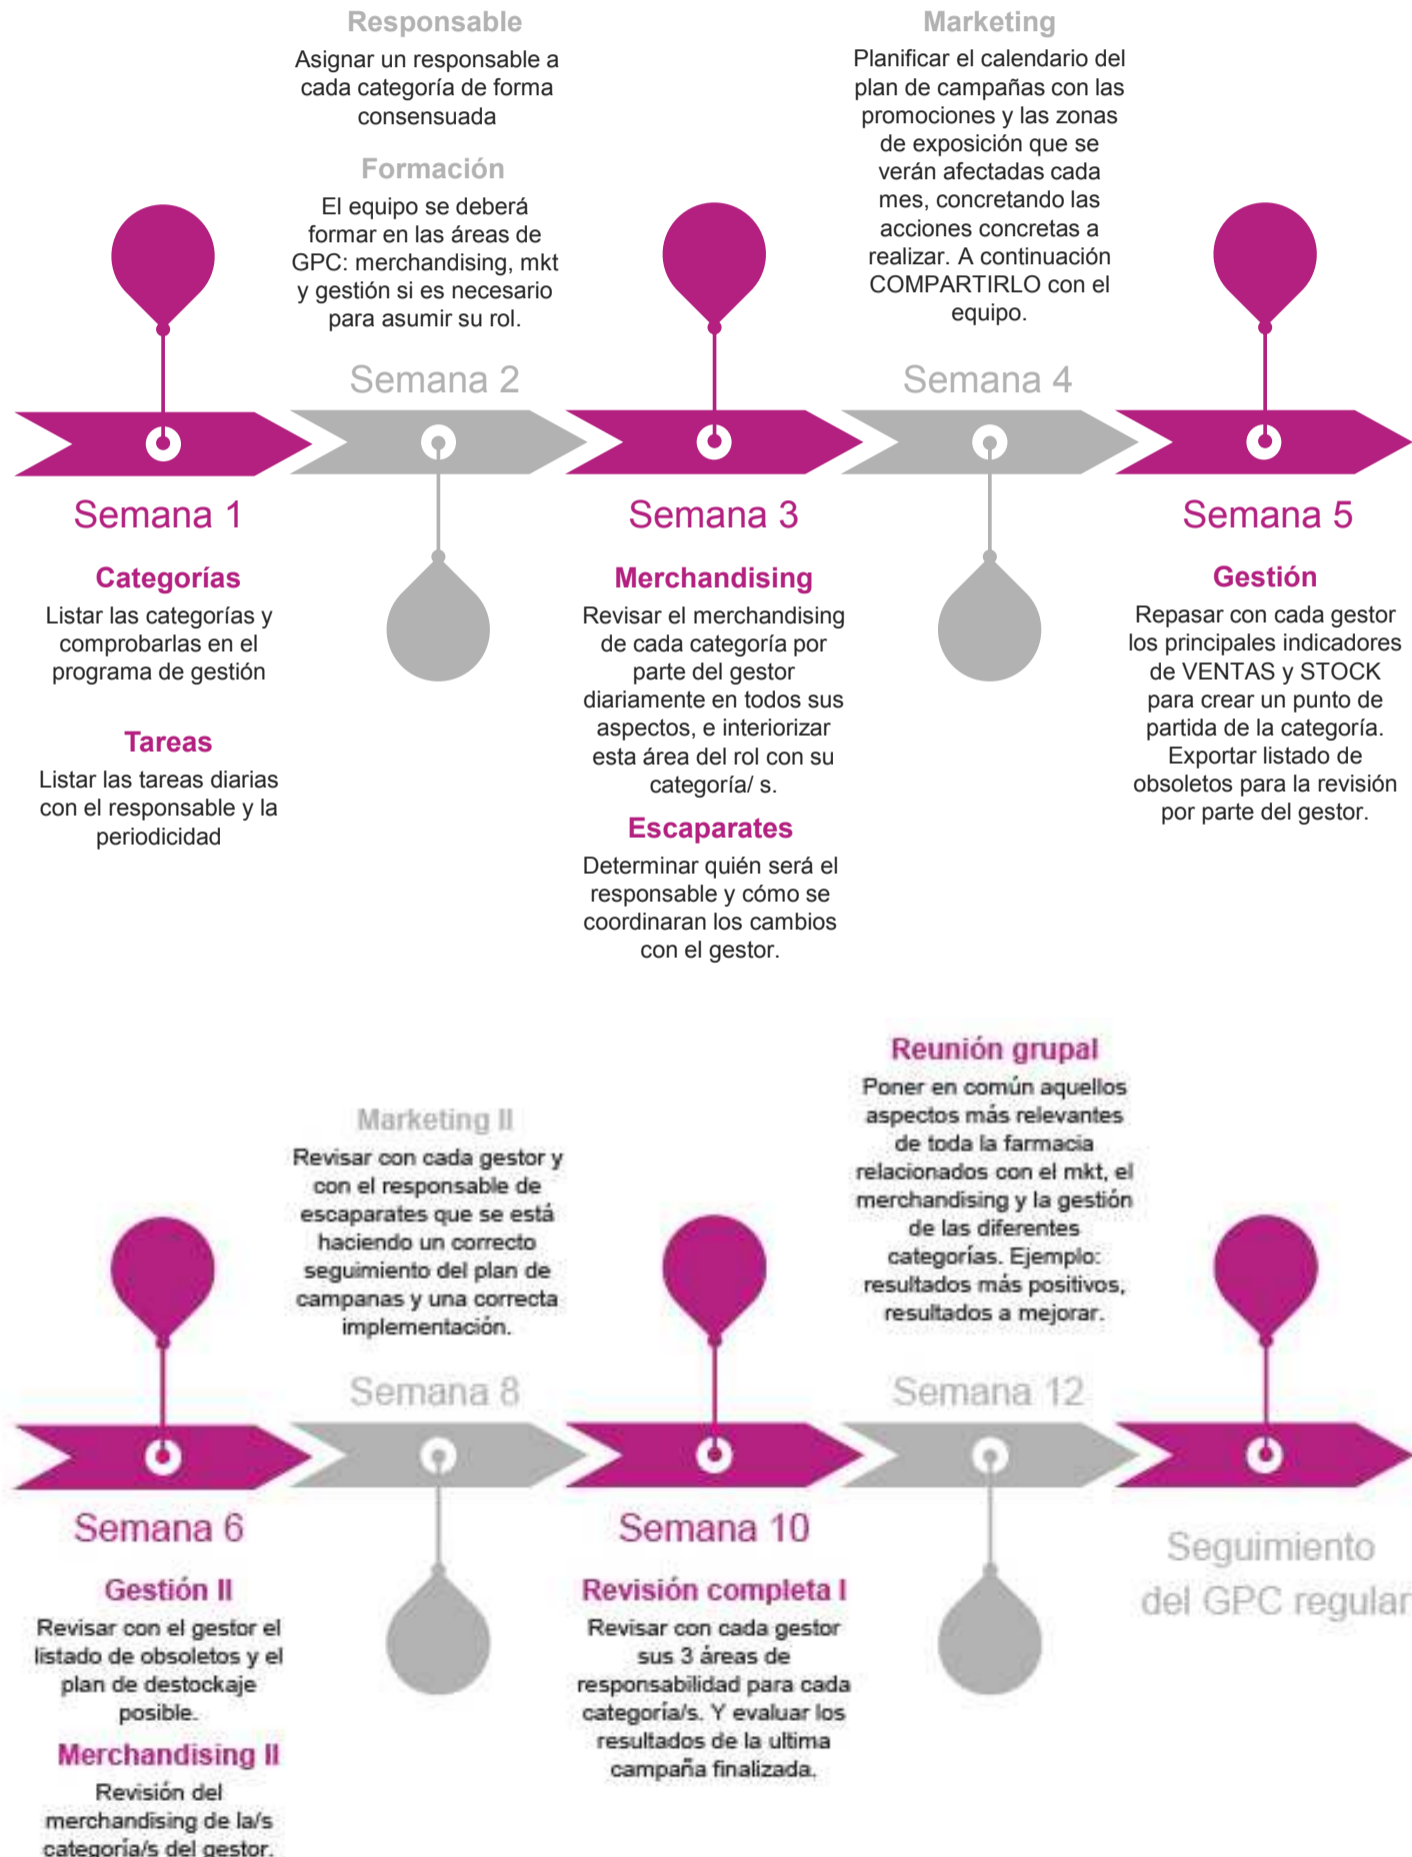 Responsable
Asignar un responsable a
cada categoría de forma
consensuada
Formación
El equipo se deberá
formar en las áreas de
GPC: merchandising, mkt
y gestión si es necesario
para asumir su rol.
Semana 2
Marketing
Planificar el calendario del
plan de campañas con las
promociones y las zonas
de exposición que se
verán afectadas cada
mes, concretando las
acciones concretas a
realizar. A continuación
COMPARTIRLO con el
equipo.
Semana 4
Semana 1
Categorías
Listar las categorías y
comprobarlas en el
programa de gestión
Tareas
Listar las tareas diarias
con el responsable y la
periodicidad
Semana 3
Merchandising
Revisar el merchandising
de cada categoría por
parte del gestor
diariamente en todos sus
aspectos, e interiorizar
esta área del rol con su
categoría/ s.
Escaparates
Determinar quién será el
responsable y cómo se
coordinaran los cambios
con el gestor.
Semana 5
Gestión
Repasar con cada gestor
los principales indicadores
de VENTAS y STOCK
para crear un punto de
partida de la categoría.
Exportar listado de
obsoletos para la revisión
por parte del gestor.
Marketing II
Revisar con cada gestor y
con el responsable de
escaparates que se está
haciendo un correcto
seguimiento del plan de
campanas y una correcta
implementación.
Semana 8
Reunión grupal
Poner en común aquellos
aspectos más relevantes
de toda la farmacia
relacionados con el mkt, el
merchandising y la gestión
de las diferentes
categorías. Ejemplo:
resultados más positivos,
resultados a mejorar.
Semana 12
Semana 6
Gestión II
Revisar con el gestor el
listado de obsoletos y el
plan de destockaje
posible.
Merchandising II
Revisión del
merchandising de la/s
categoría/s del gestor.
Semana 10
Revisión completa I
Revisar con cada gestor
sus 3 áreas de
responsabilidad para cada
categoría/s. Y evaluar los
resultados de la ultima
campaña finalizada.
Seguimiento
del GPC regular